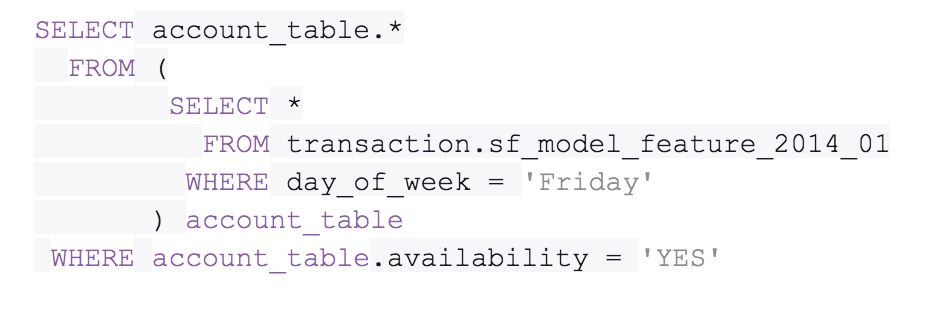 SELECT account_table.*
  FROM (
        SELECT *
          FROM transaction.sf_model_feature_2014_01
         WHERE day_of_week = 'Friday'
       ) account_table
 WHERE account_table.availability = 'YES'